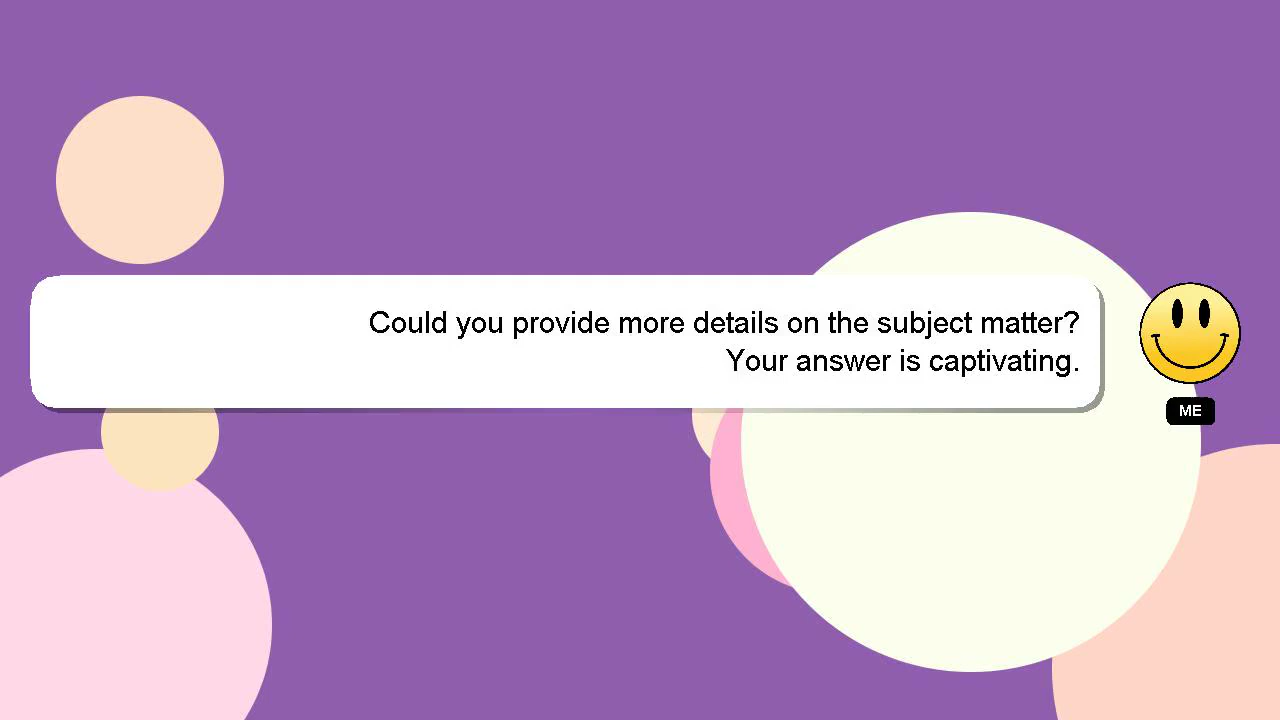 Could you provide more details on the subject matter?
Your answer is captivating.
ME